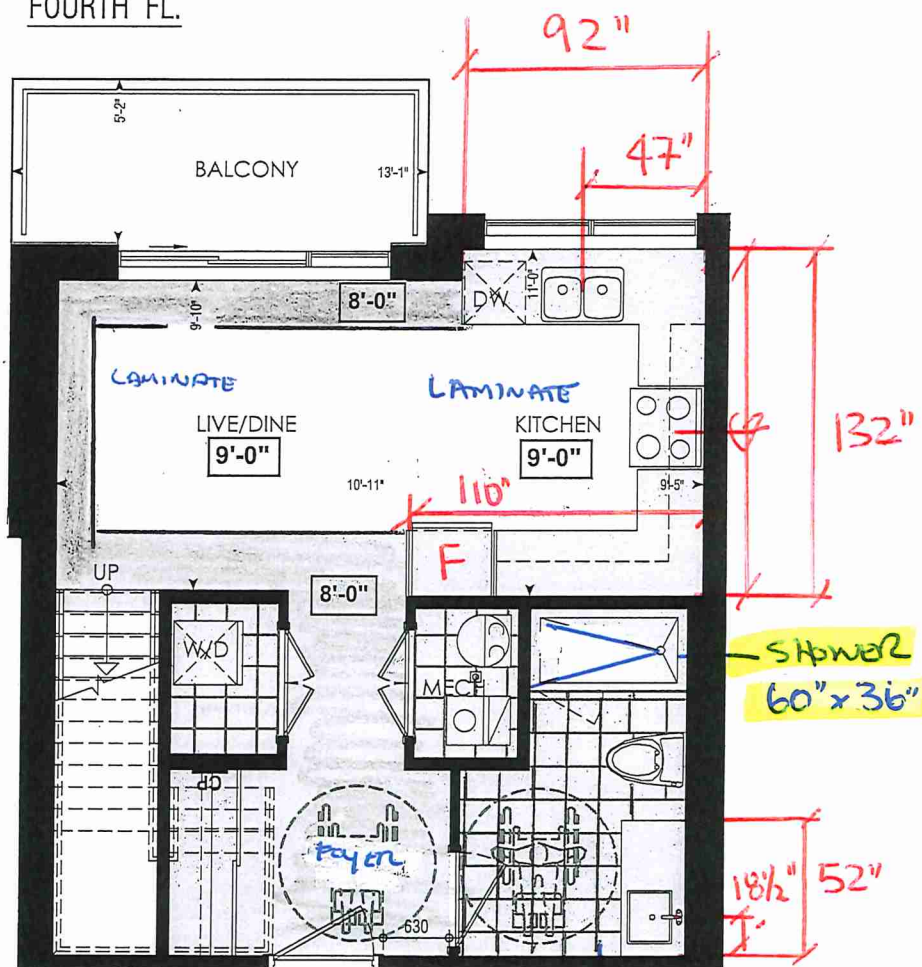 FOURTH FL.
92"
5'-2"
BALCONY
13'-1"
47"
8'-0"
DW
11'-0"
9'-10"
LAMINATE
LAMINATE
LIVE/DINE
KITCHEN
9'-0"
9'-0"
132"
10'-11"
110"
9'-5"
F
UP
8'-0"
W/D
MECH
SHOWER
60" x 36"
CP
FOYER
18½"
52"
630